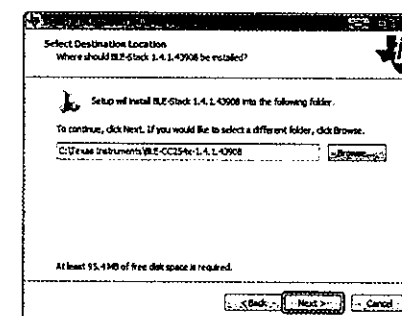 Select Destination Location
Where should BLE-Stack 1.4.1.43908 be installed?
Setup will install BLE-Stack 1.4.1.43908 into the following folder.
To continue, click Next. If you would like to select a different folder, click Browse.
C:\Texas Instruments\BLE-CC254x-1.4.1.43908
Browse...
At least 95.4 MB of free disk space is required.
< Back
Next >
Cancel